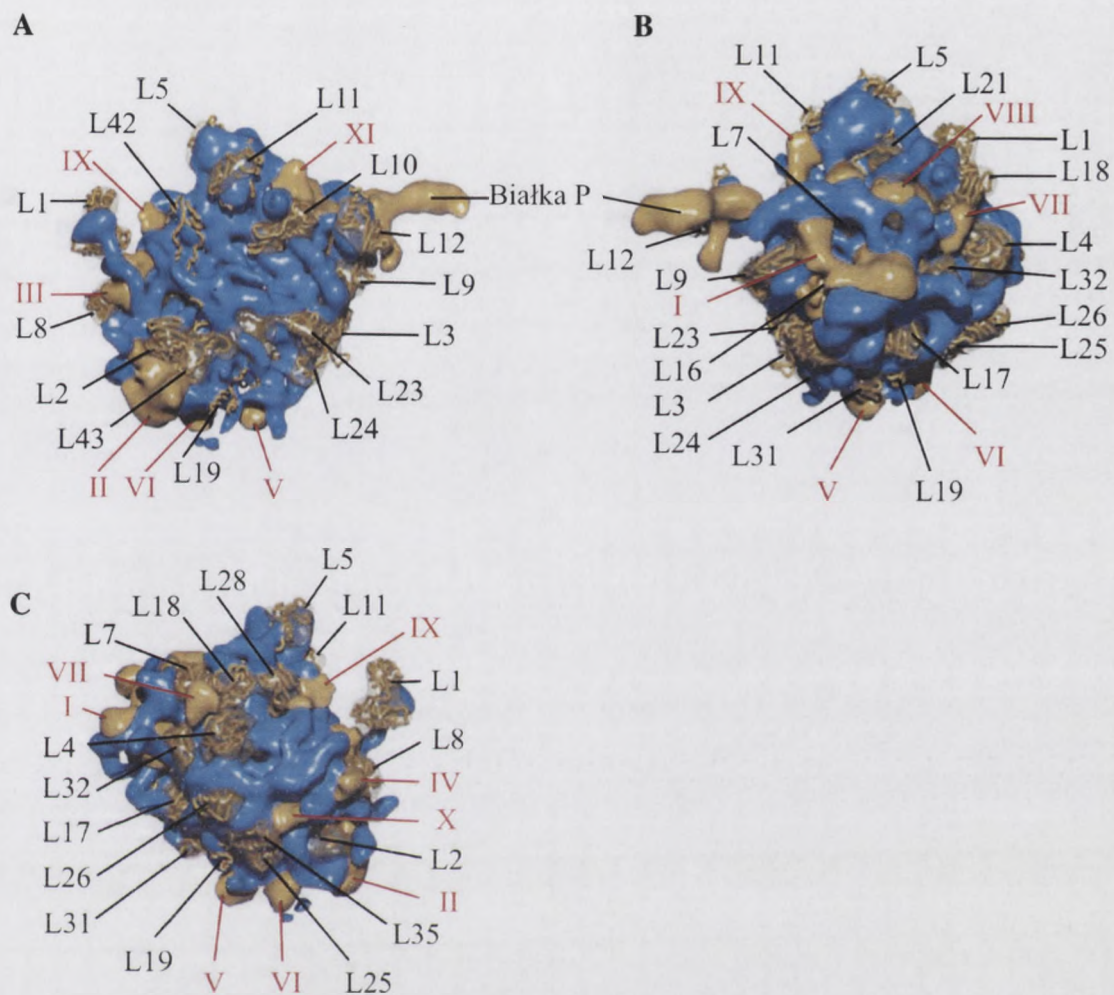 A
L5
L11
L42
XI
IX
L10
L1
Białka P
L12
III
L9
L8
L3
L2
L23
L43
L24
L19
II
VI
V
B
L5
L11
L21
IX
VIII
L7
L1
L18
VII
L4
L12
L9
L32
I
L26
L23
L25
L16
L17
L3
L24
L31
VI
V
L19
C
L5
L28
L11
L18
IX
L7
VII
L1
I
L8
L4
IV
L32
X
L17
L2
L26
II
L31
L35
L19
L25
V
VI